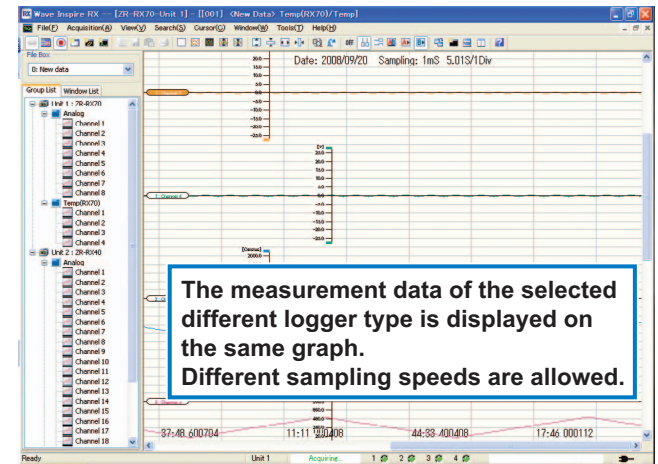 Wave Inspire RX --- [ZR-RX70-Unit 1] - [[001] <New Data> Temp(RX70)/Temp]
File(F) Acquisition(A) View(V) Search(S) Cursor(C) Window(W) Tools(T) Help(H)
File Box
0: New data
Group List Window List
Unit 1 : ZR-RX70
Analog
Channel 1
Channel 2
Channel 3
Channel 4
Channel 5
Channel 6
Channel 7
Channel 8
Temp(RX70)
Channel 1
Channel 2
Channel 3
Channel 4
Unit 2 : ZR-RX40
Analog
Channel 1
Channel 2
Channel 3
Channel 4
Channel 5
Channel 6
Channel 7
Channel 8
Channel 9
Channel 10
Channel 11
Channel 12
Channel 13
Channel 14
Channel 15
Channel 16
Channel 17
Channel 18
Date: 2008/09/20 Sampling: 1mS 5.01S/1Div
The measurement data of the selected
different logger type is displayed on
the same graph.
Different sampling speeds are allowed.
37:48 600704 11:11 44:33 400408 17:46 000112
Ready Unit 1 Acquiring... 1 2 3 4